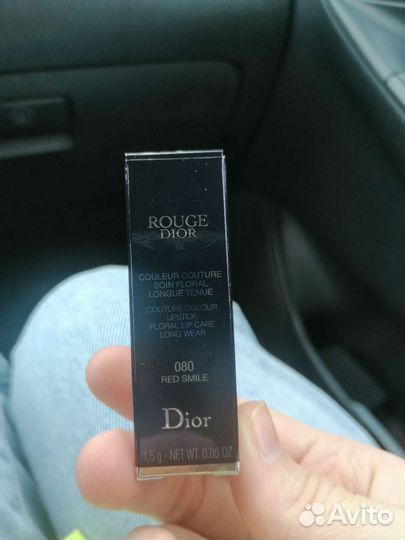 ROUGE
DIOR
COULEUR COUTURE
SOIN FLORAL
LONGUE TENUE
COUTURE COLOUR
LIPSTICK
FLORAL LIP CARE
LONG WEAR
080
RED SMILE
Dior
1.5 g - NET WT. 0.05 OZ
Avito